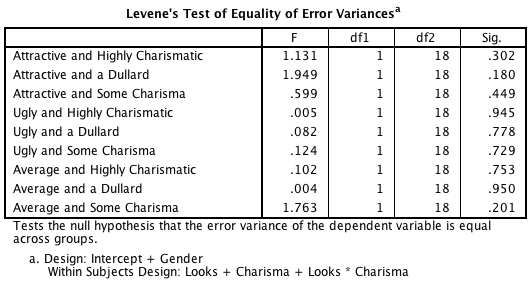 Levene's Test of Equality of Error Variancesa
F df1 df2 Sig.
Attractive and Highly Charismatic 1.131 1 18 .302
Attractive and a Dullard 1.949 1 18 .180
Attractive and Some Charisma .599 1 18 .449
Ugly and Highly Charismatic .005 1 18 .945
Ugly and a Dullard .082 1 18 .778
Ugly and Some Charisma .124 1 18 .729
Average and Highly Charismatic .102 1 18 .753
Average and a Dullard .004 1 18 .950
Average and Some Charisma 1.763 1 18 .201
Tests the null hypothesis that the error variance of the dependent variable is equal
across groups.
a. Design: Intercept + Gender
Within Subjects Design: Looks + Charisma + Looks * Charisma